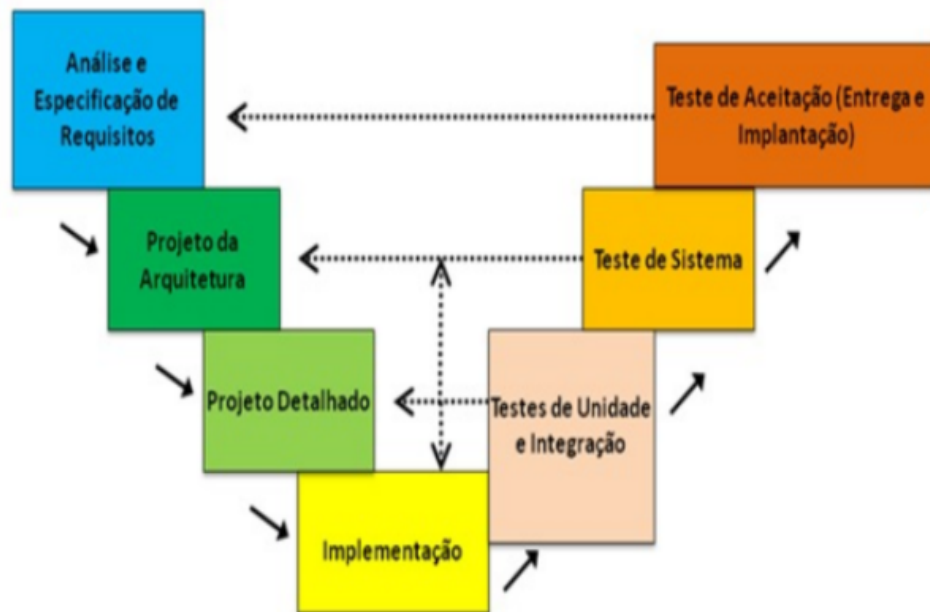 Análise e
Especificação de
Requisitos
Teste de Aceitação (Entrega e
Implantação)
Projeto da
Arquitetura
Teste de Sistema
Projeto Detalhado
Testes de Unidade
e Integração
Implementação